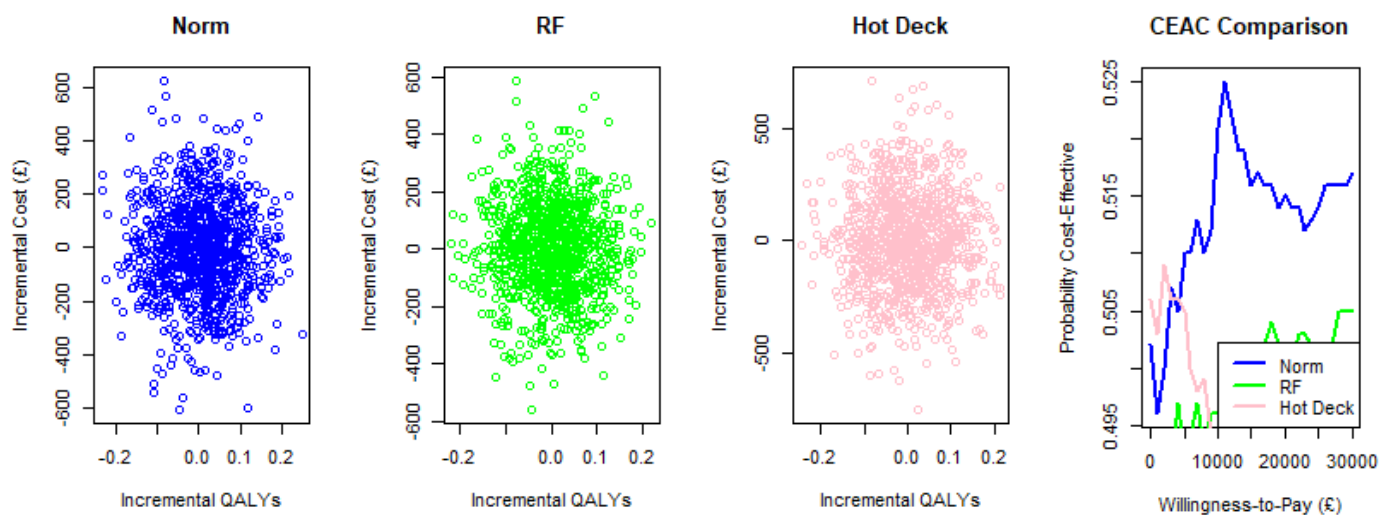 Norm
600
400
200
0
-200
-400
-600
Incremental Cost (£)
-0.2
0.0
0.1
0.2
Incremental QALYs
RF
600
400
200
0
-200
-400
-600
Incremental Cost (£)
-0.2
0.0
0.1
0.2
Incremental QALYs
Hot Deck
500
0
-500
Incremental Cost (£)
-0.2
0.0
0.1
0.2
Incremental QALYs
CEAC Comparison
0.525
0.515
0.505
0.495
Probability Cost-Effective
Norm
RF
Hot Deck
0
10000
20000
30000
Willingness-to-Pay (£)